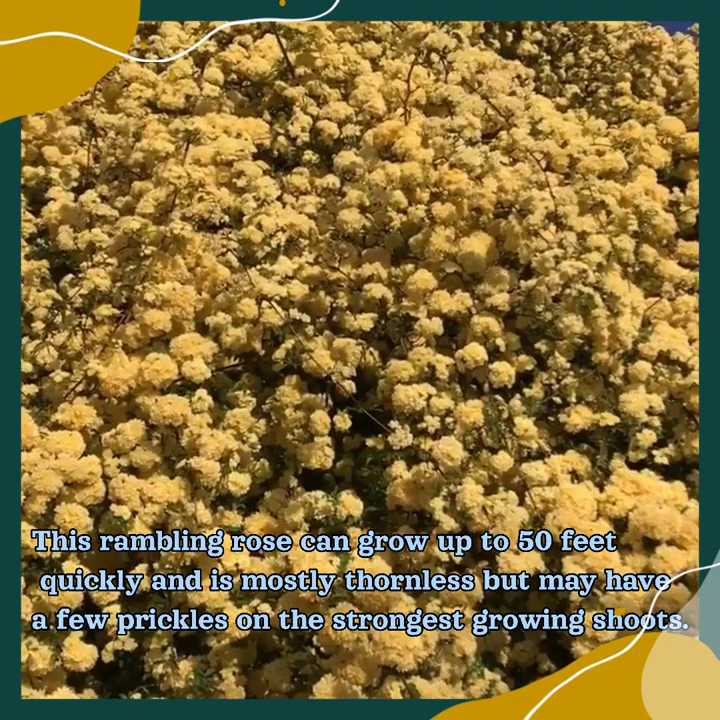 This rambling rose can grow up to 50 feet
quickly and is mostly thornless but may have
a few prickles on the strongest growing shoots.